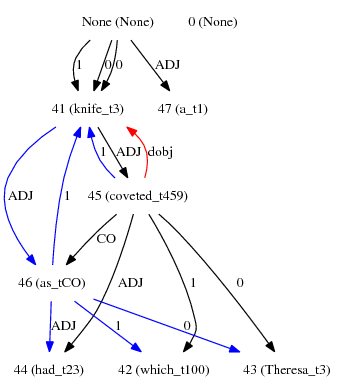 None (None) 0 (None)
1 0 0 ADJ
41 (knife_t3) 47 (a_t1)
1 ADJ dobj
ADJ 1 45 (coveted_t459)
CO
46 (as_tCO) ADJ 1 0
ADJ 1 0
44 (had_t23) 42 (which_t100) 43 (Theresa_t3)